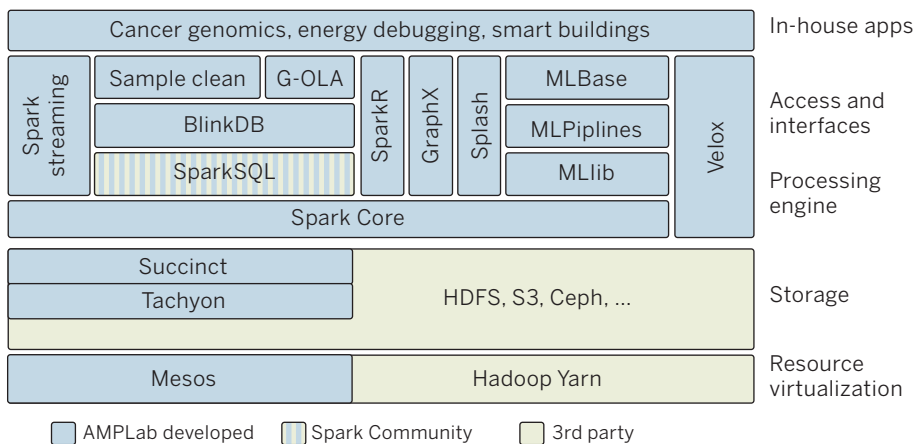 Cancer genomics, energy debugging, smart buildings
In-house apps
Spark
streaming
Sample clean
G-OLA
BlinkDB
SparkSQL
SparkR
GraphX
Splash
MLBase
MLPiplines
MLlib
Velox
Access and
interfaces
Spark Core
Processing
engine
Succinct
Tachyon
HDFS, S3, Ceph, ...
Storage
Mesos
Hadoop Yarn
Resource
virtualization
AMPLab developed
Spark Community
3rd party